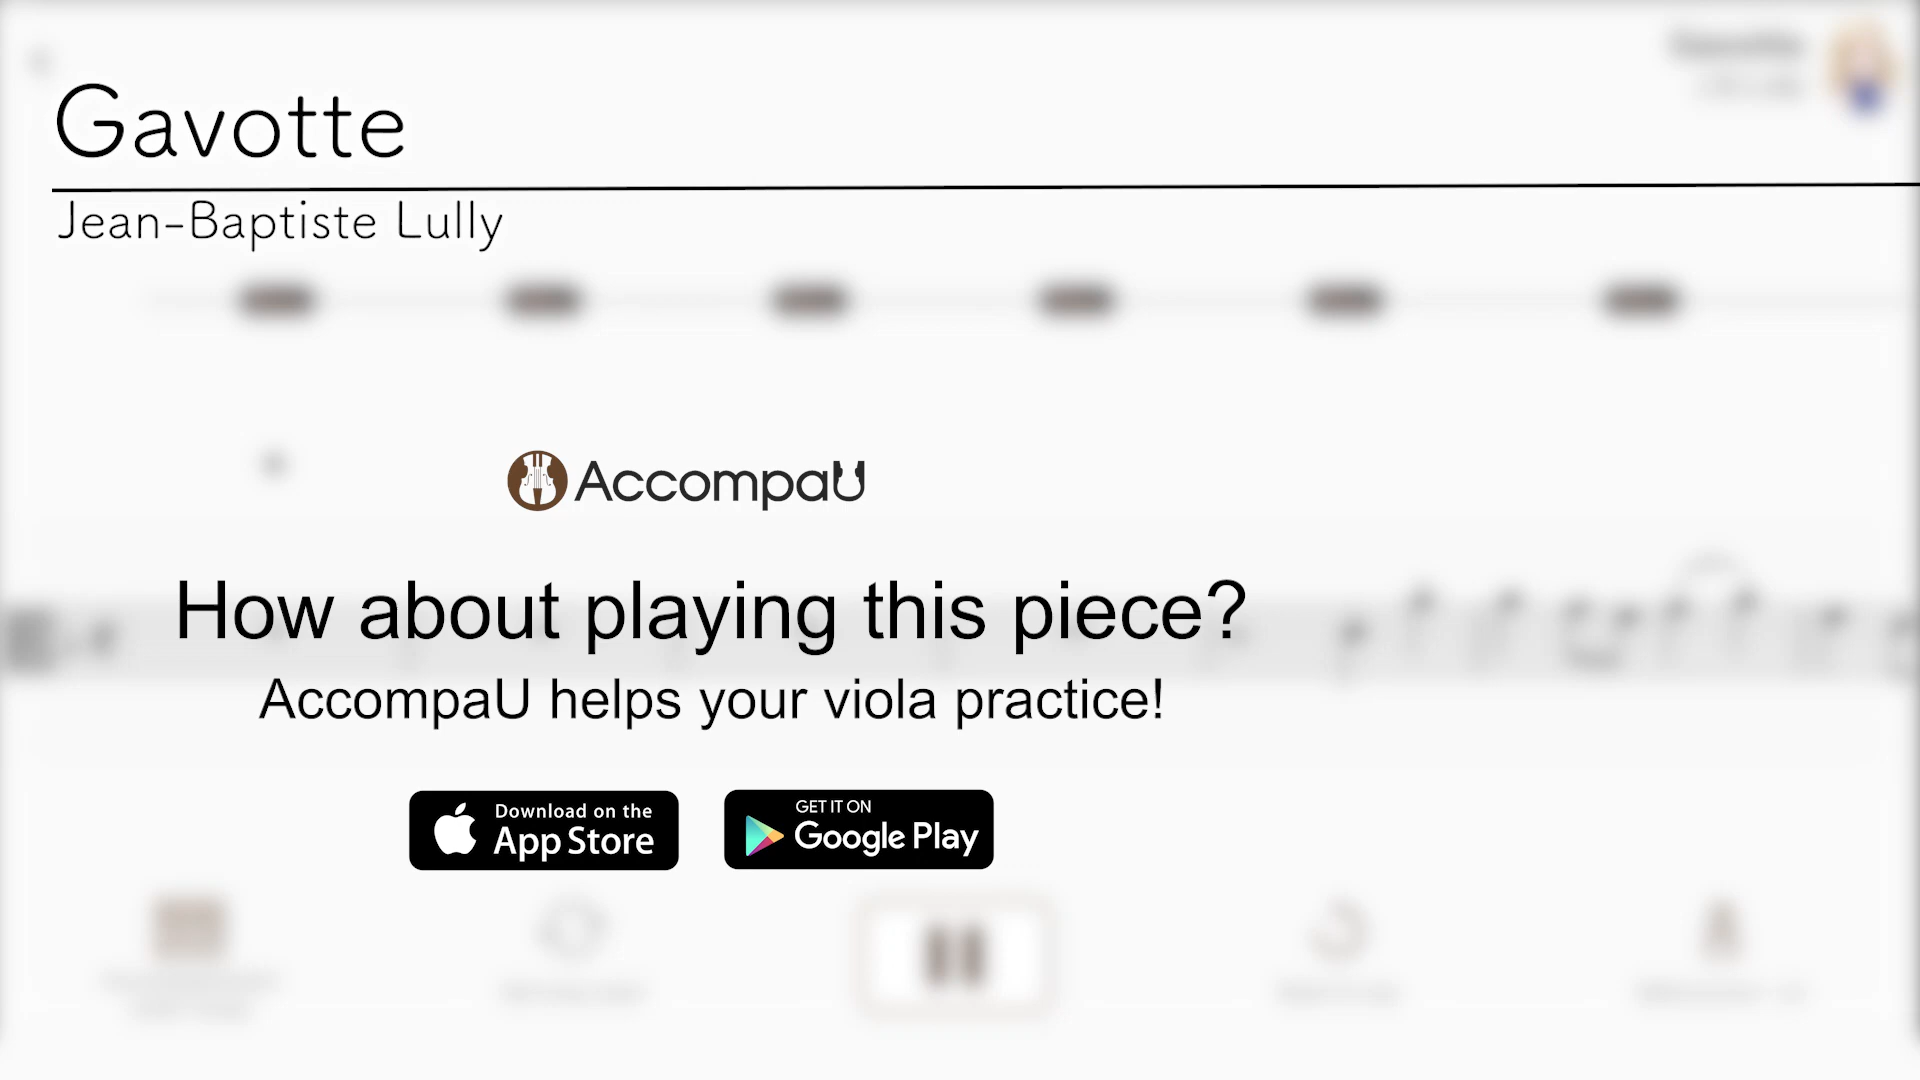 Gavotte
Jean-Baptiste Lully
AccompaU
How about playing this piece?
AccompaU helps your viola practice!
Download on the
App Store
GET IT ON
Google Play